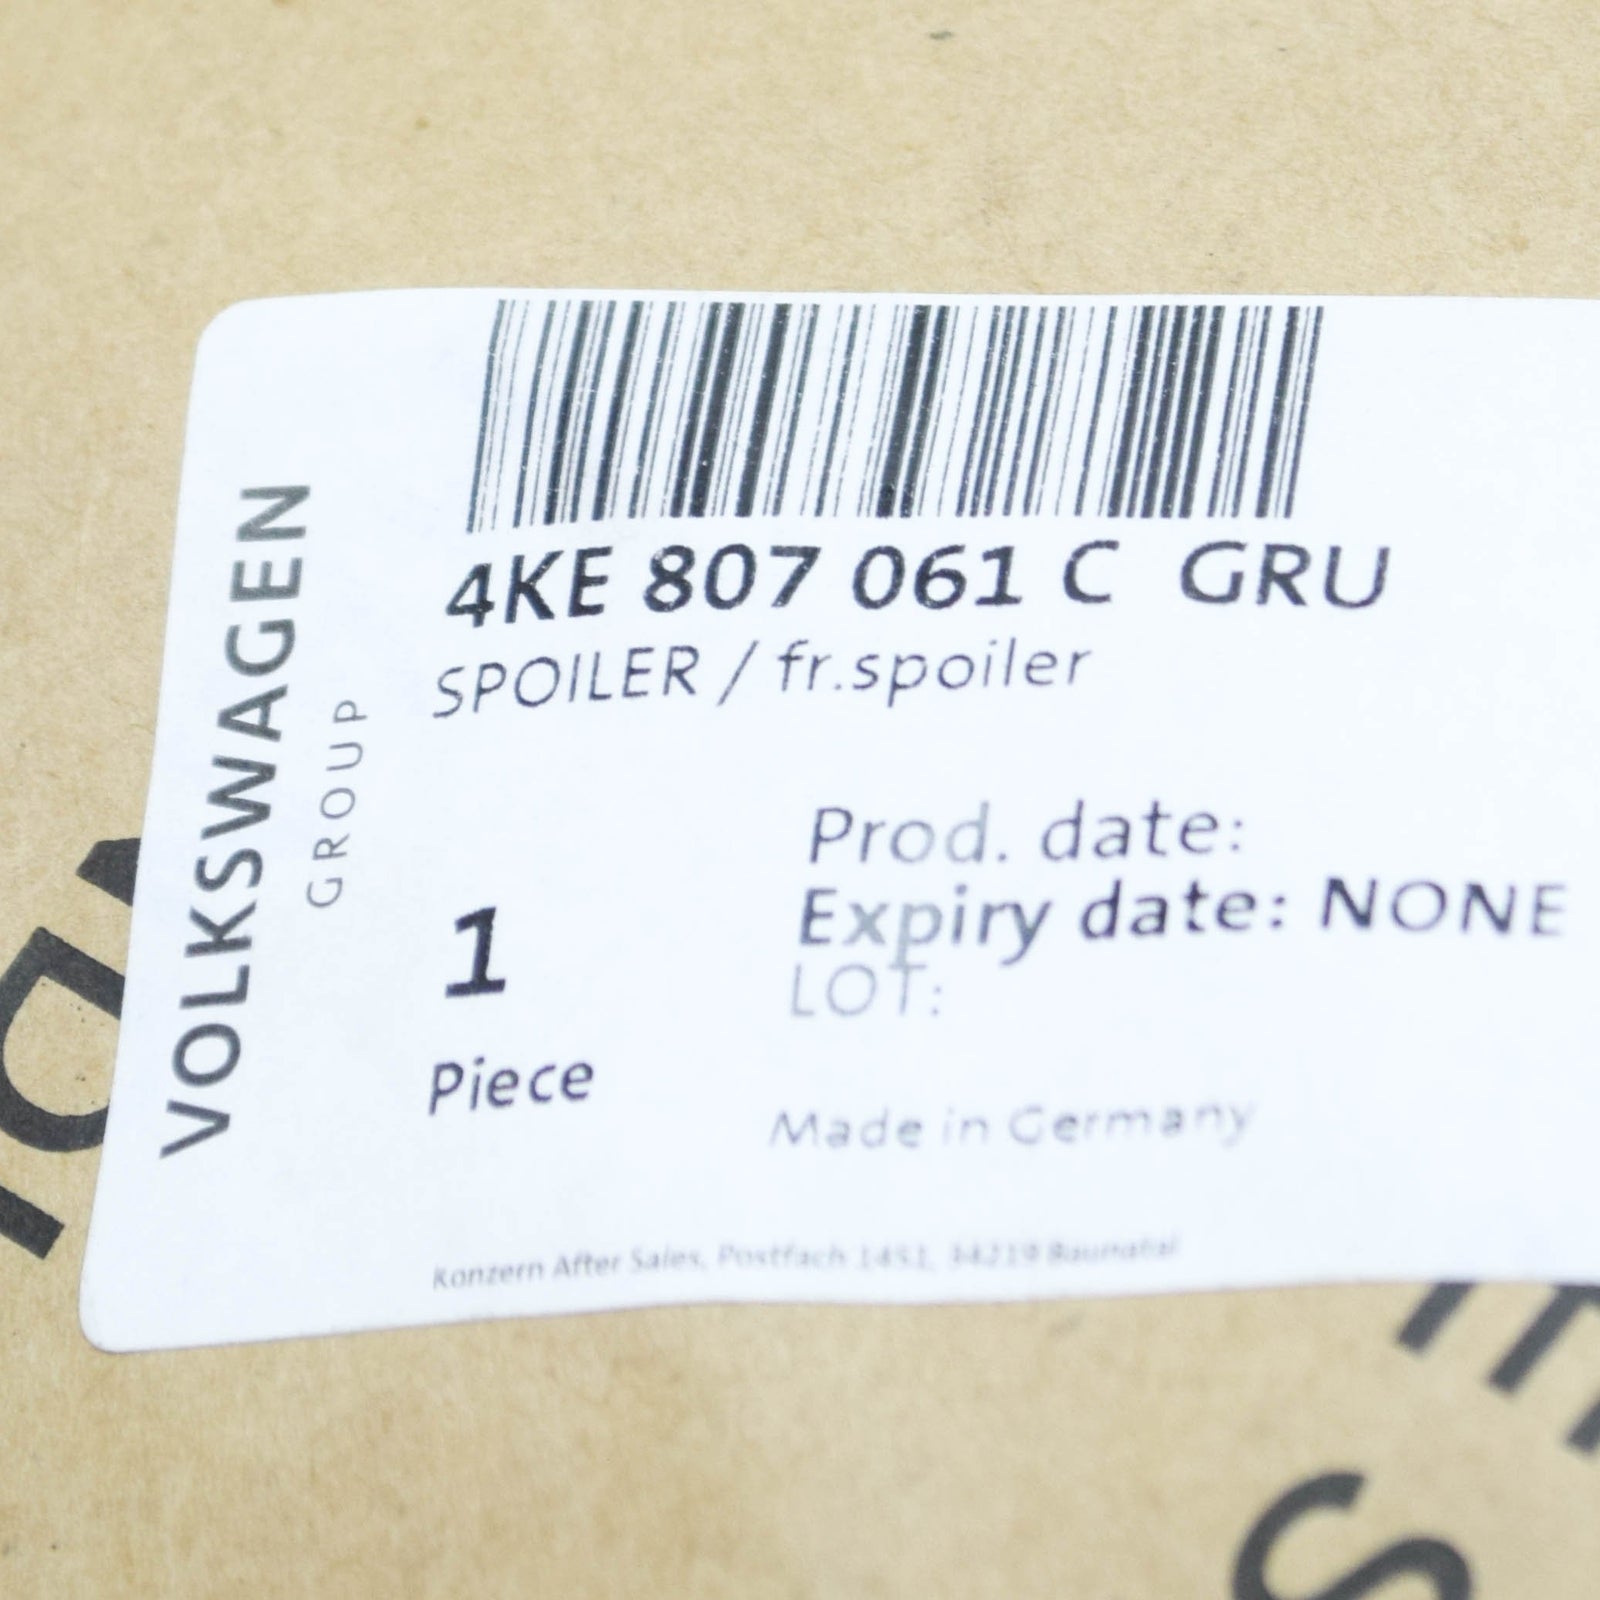 VOLKSWAGEN
GROUP
4KE 807 061 C GRU
SPOILER / fr.spoiler
1
Piece
Prod. date:
Expiry date: NONE
LOT:
Made in Germany
Konzern After Sales, Postfach 1451, 34219 Baunatal
S